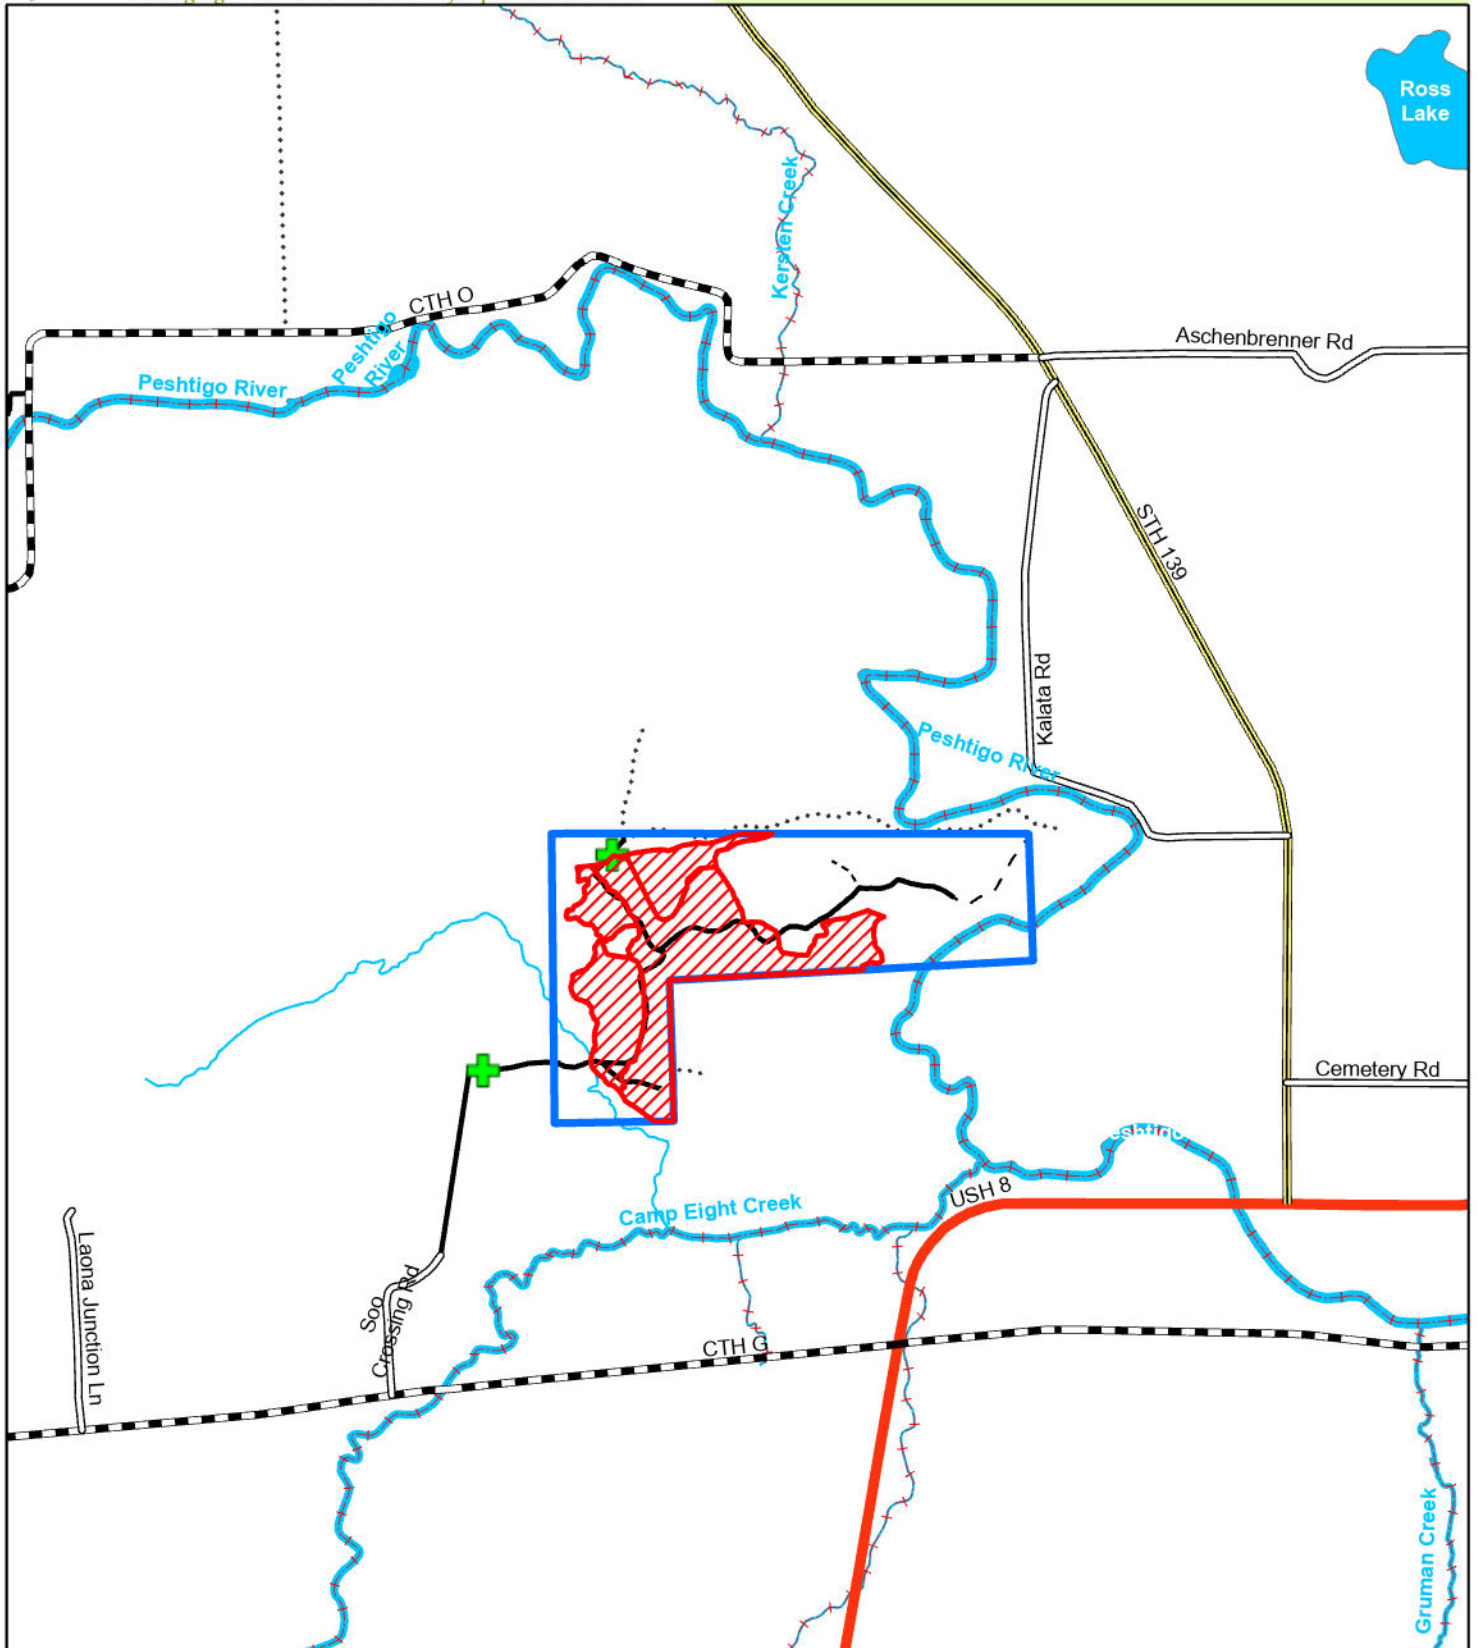 Ross
Lake
Kersten Creek
CTH O
Peshtigo
River
Aschenbrenner Rd
Peshtigo River
STH 139
Kalata Rd
Peshtigo River
Cemetery Rd
USH 8
Camp Eight Creek
Laona Junction Ln
Soo
Crossing Rd
CTH G
Gruman Creek